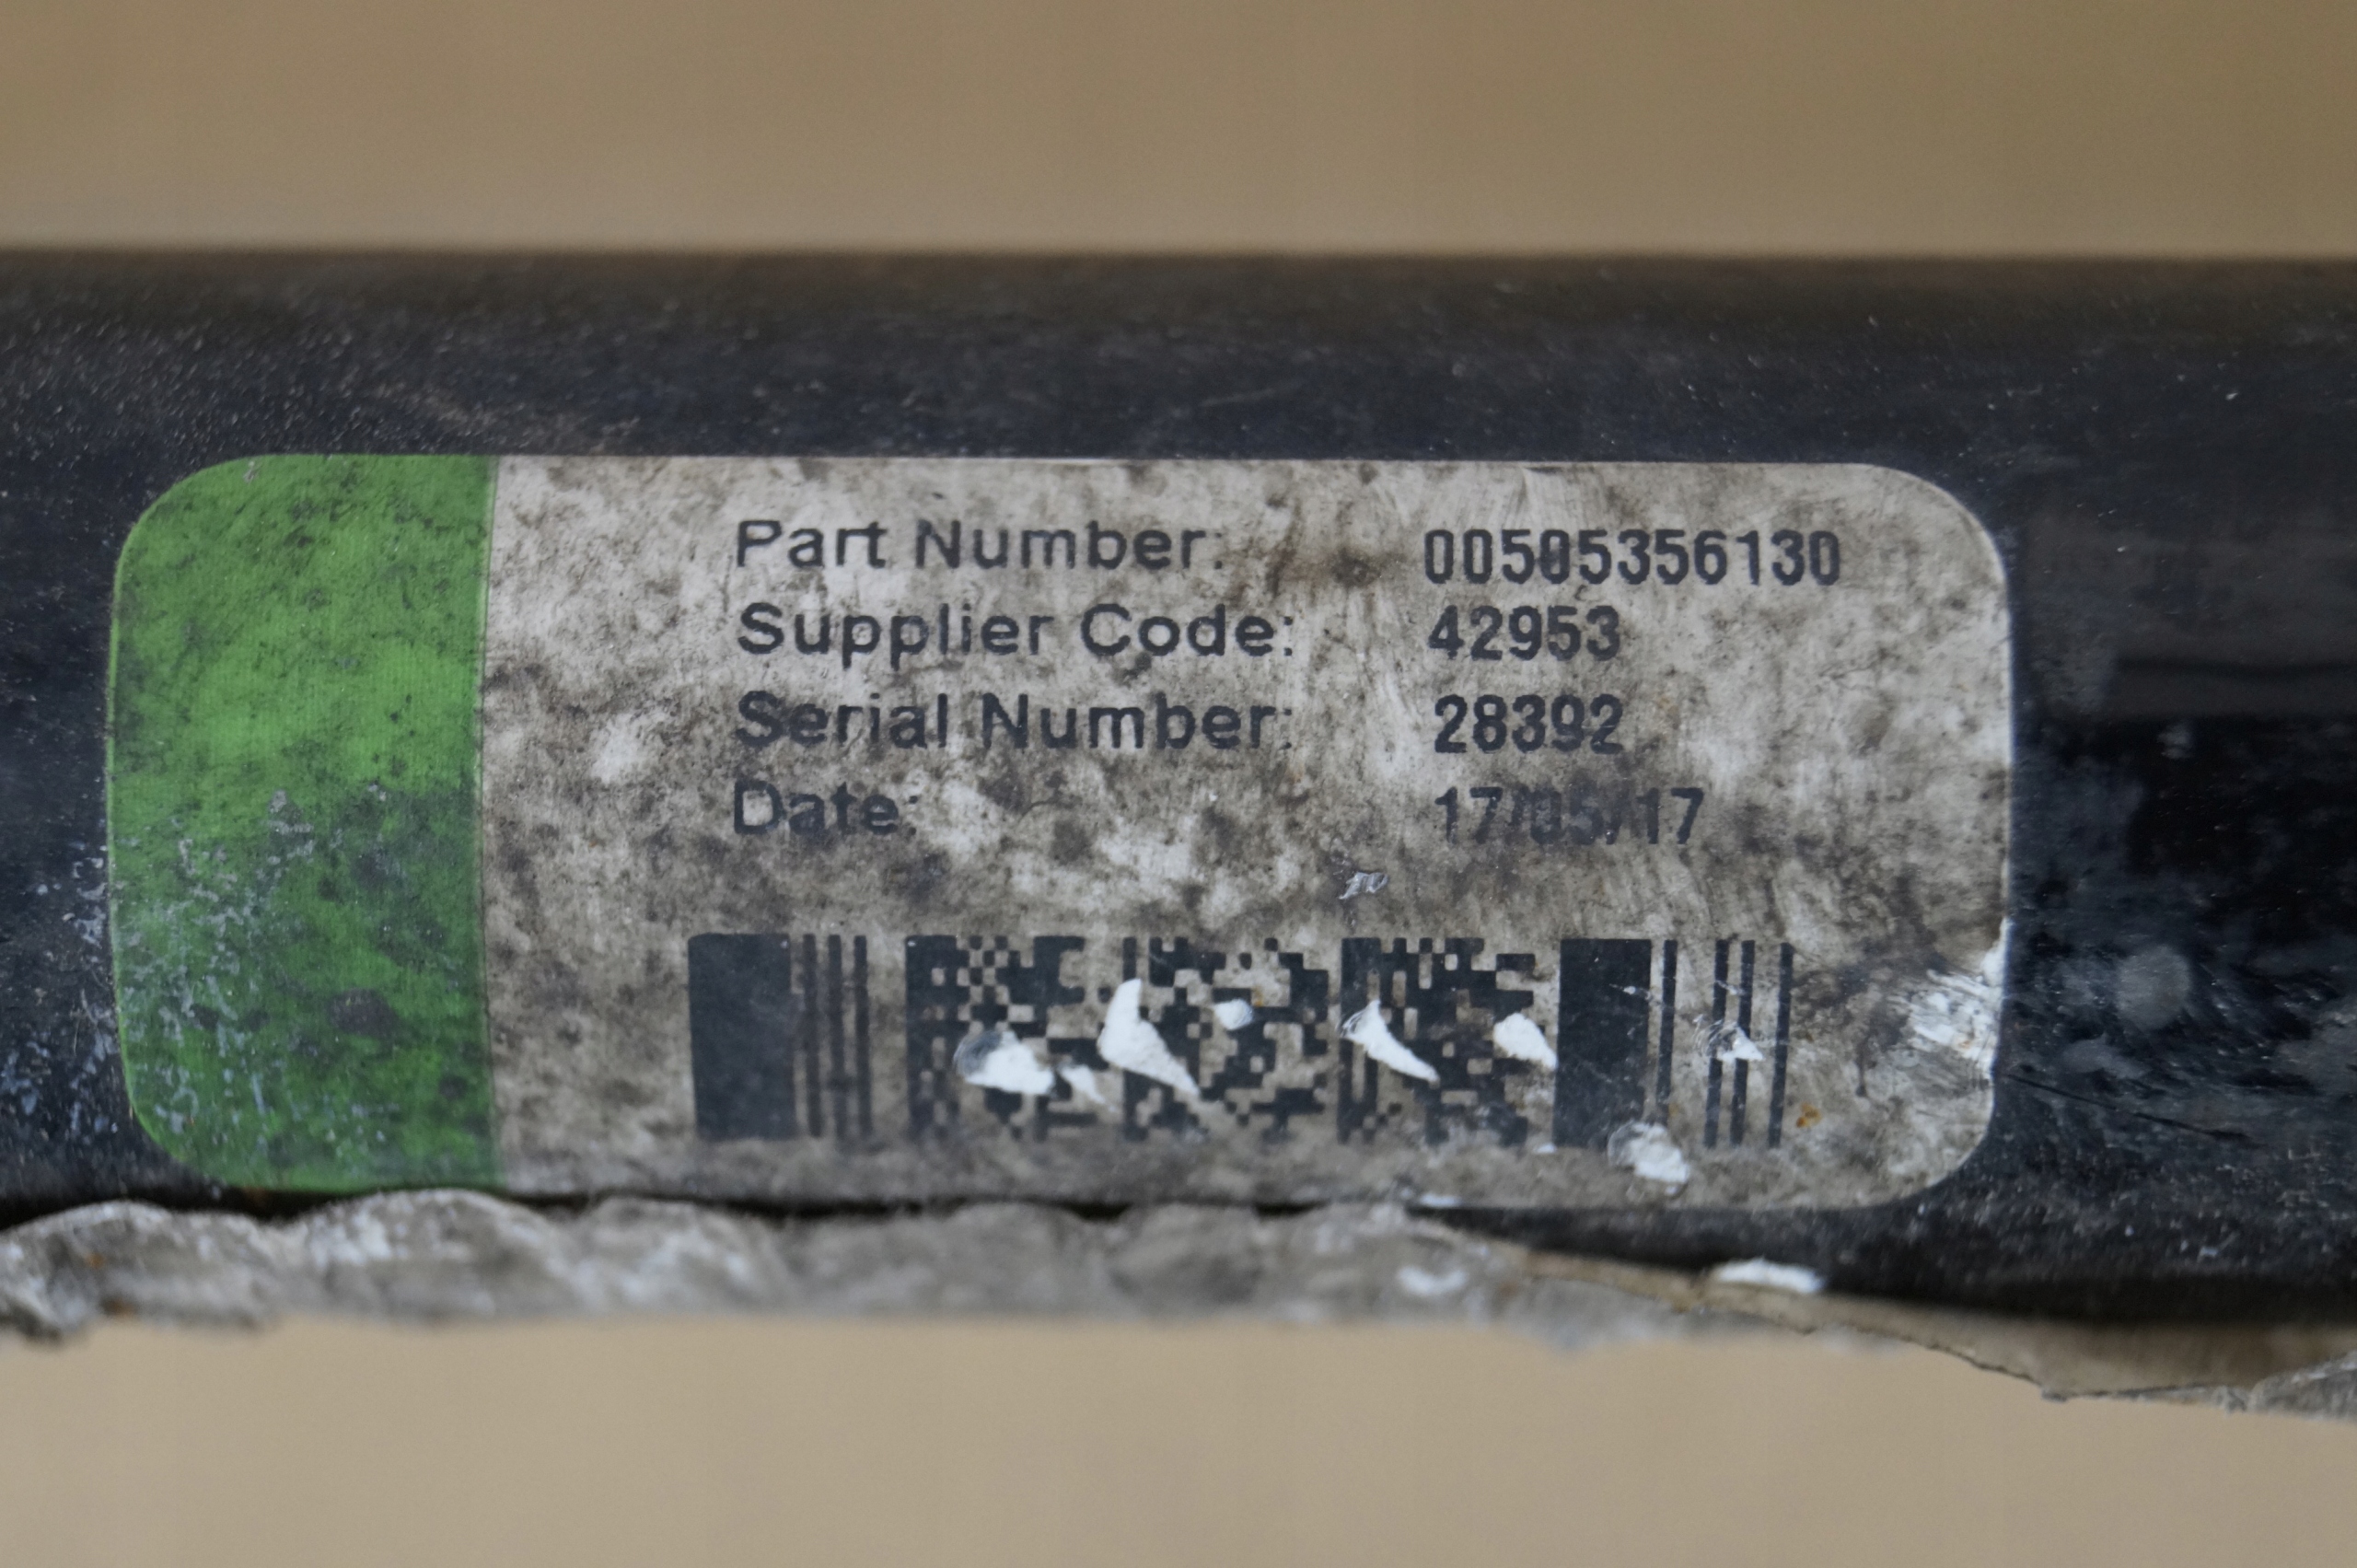 Part Number: 00505356130
Supplier Code: 42953
Serial Number: 28392
Date: 17/05/17